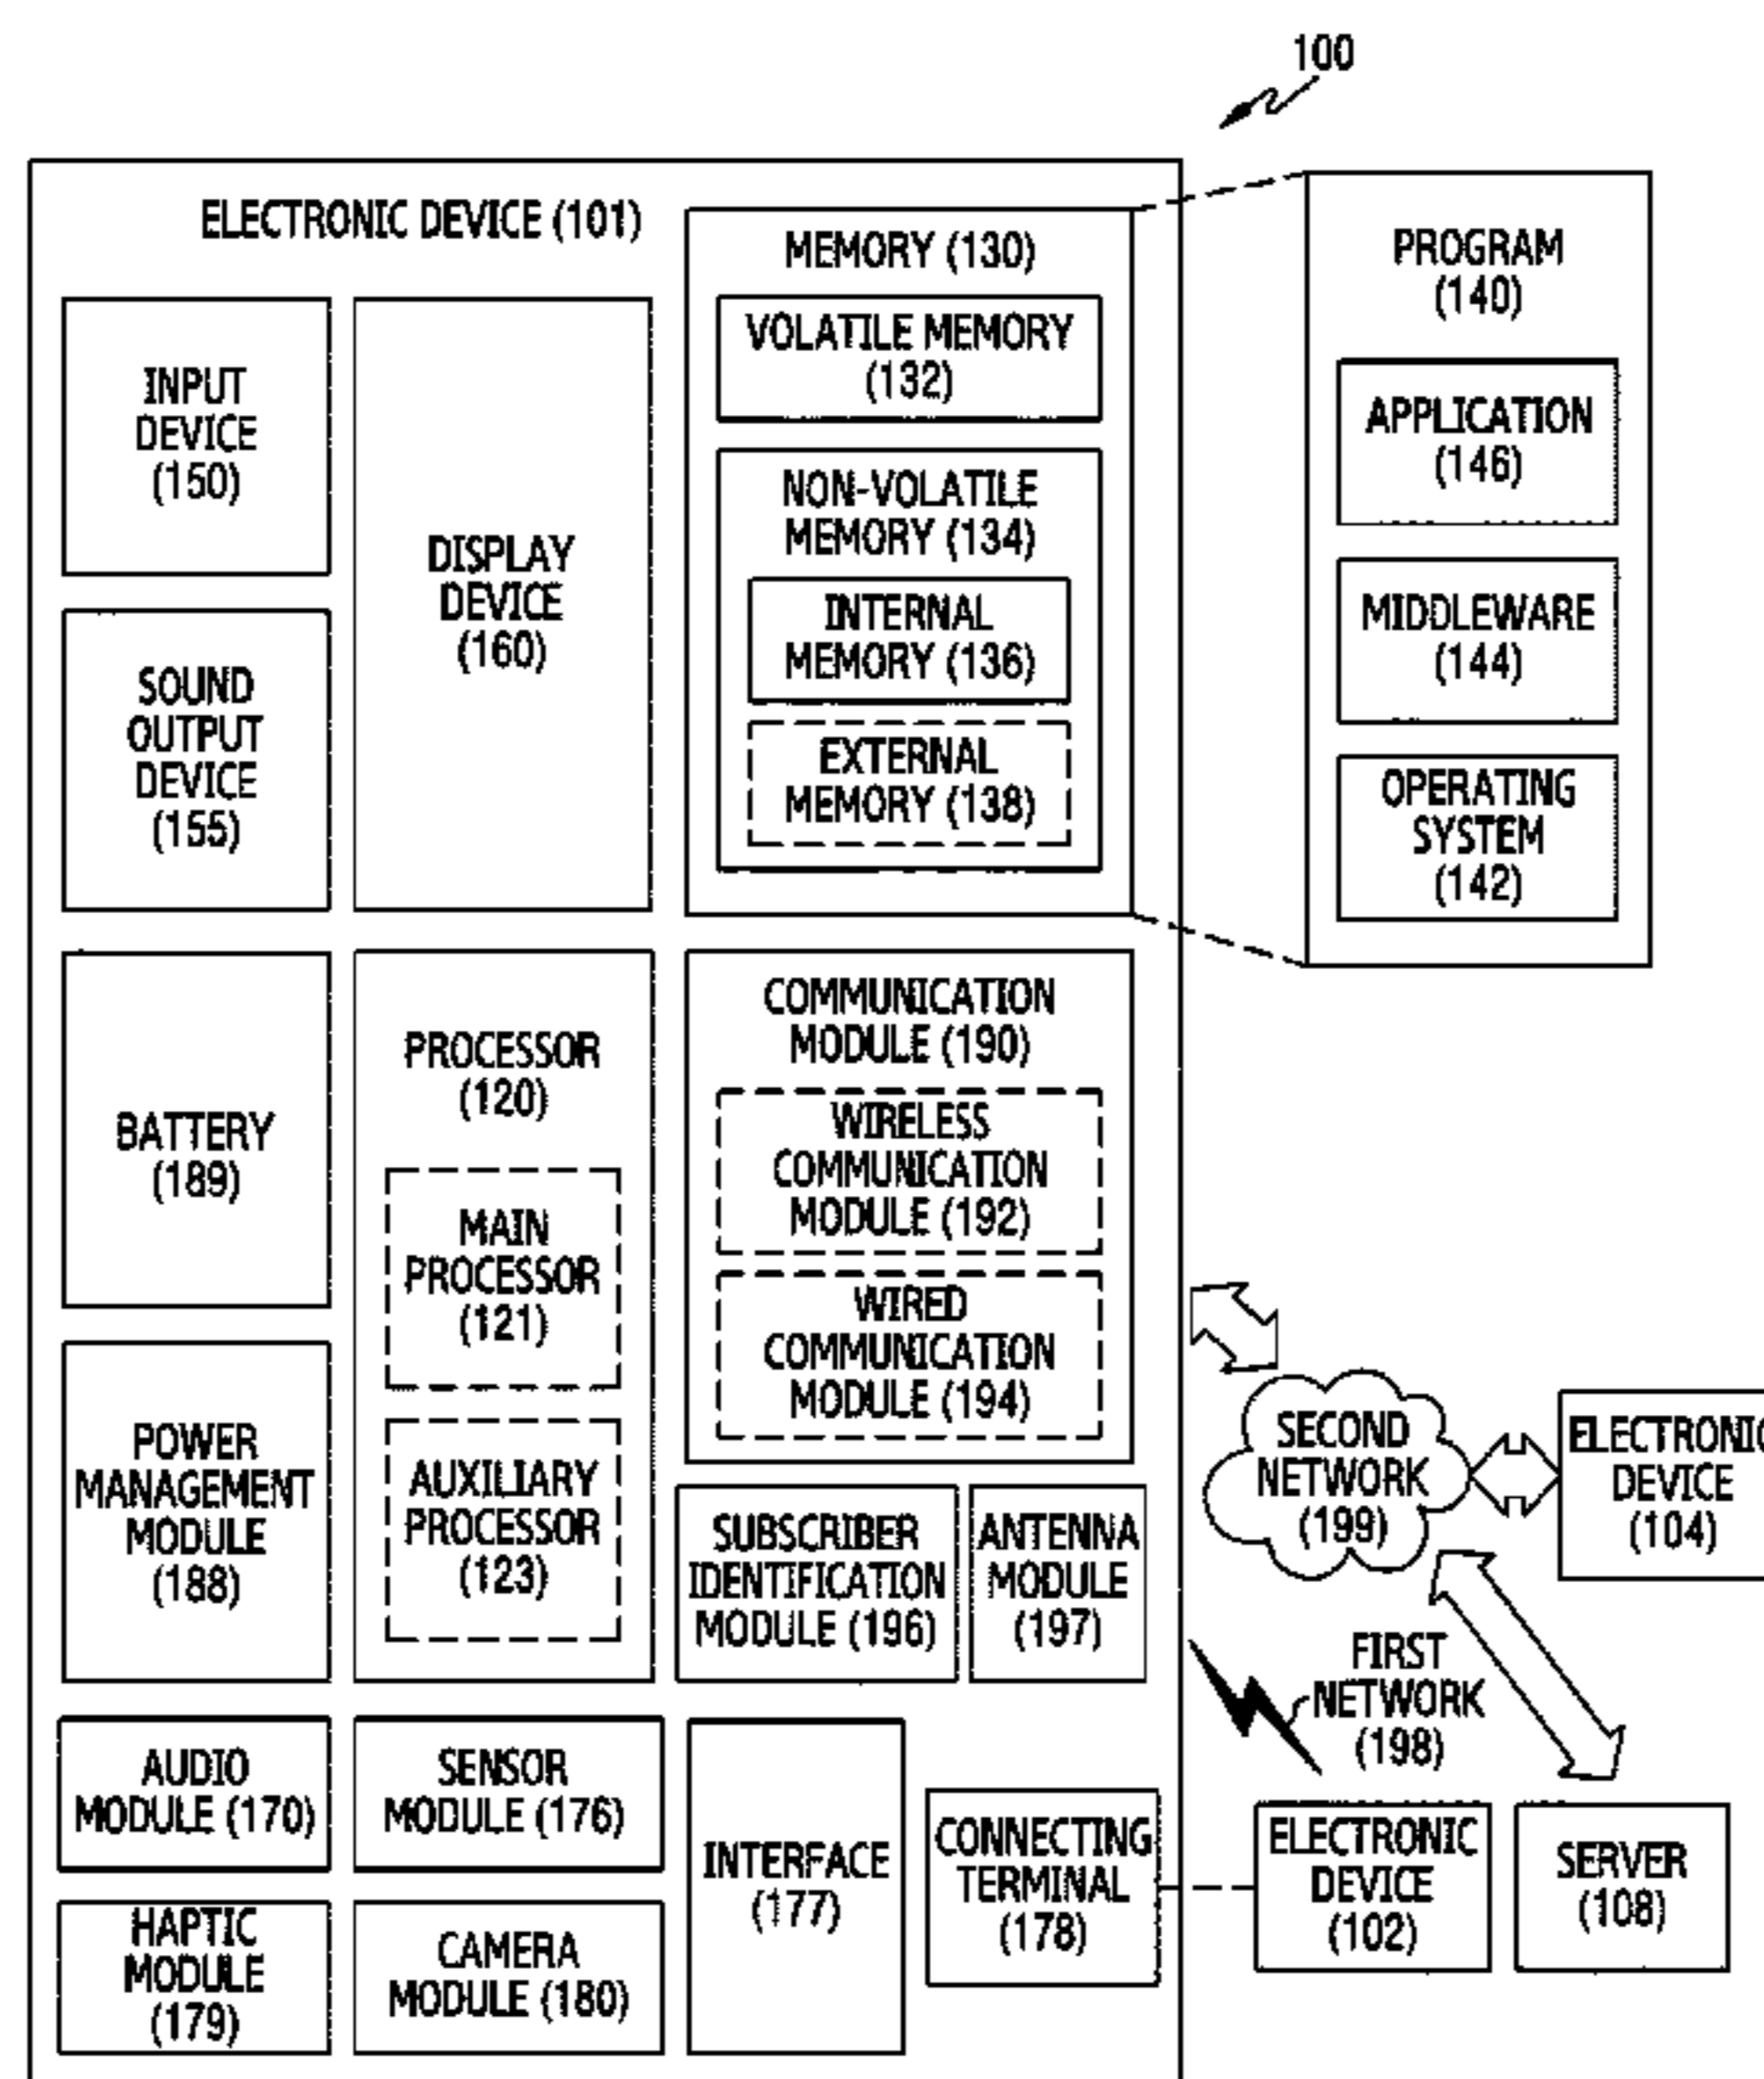 100
ELECTRONIC DEVICE (101)
INPUT
DEVICE
(150)
SOUND
OUTPUT
DEVICE
(155)
DISPLAY
DEVICE
(160)
MEMORY (130)
VOLATILE MEMORY
(132)
NON-VOLATILE
MEMORY (134)
INTERNAL
MEMORY (136)
EXTERNAL
MEMORY (138)
PROGRAM
(140)
APPLICATION
(146)
MIDDLEWARE
(144)
OPERATING
SYSTEM
(142)
BATTERY
(189)
POWER
MANAGEMENT
MODULE
(188)
PROCESSOR
(120)
MAIN
PROCESSOR
(121)
AUXILIARY
PROCESSOR
(123)
COMMUNICATION
MODULE (190)
WIRELESS
COMMUNICATION
MODULE (192)
WIRED
COMMUNICATION
MODULE (194)
SUBSCRIBER
IDENTIFICATION
MODULE (196)
ANTENNA
MODULE
(197)
SECOND
NETWORK
(199)
ELECTRONIC
DEVICE
(104)
FIRST
NETWORK
(198)
AUDIO
MODULE (170)
SENSOR
MODULE (176)
HAPTIC
MODULE
(179)
CAMERA
MODULE (180)
INTERFACE
(177)
CONNECTING
TERMINAL
(178)
ELECTRONIC
DEVICE
(102)
SERVER
(108)